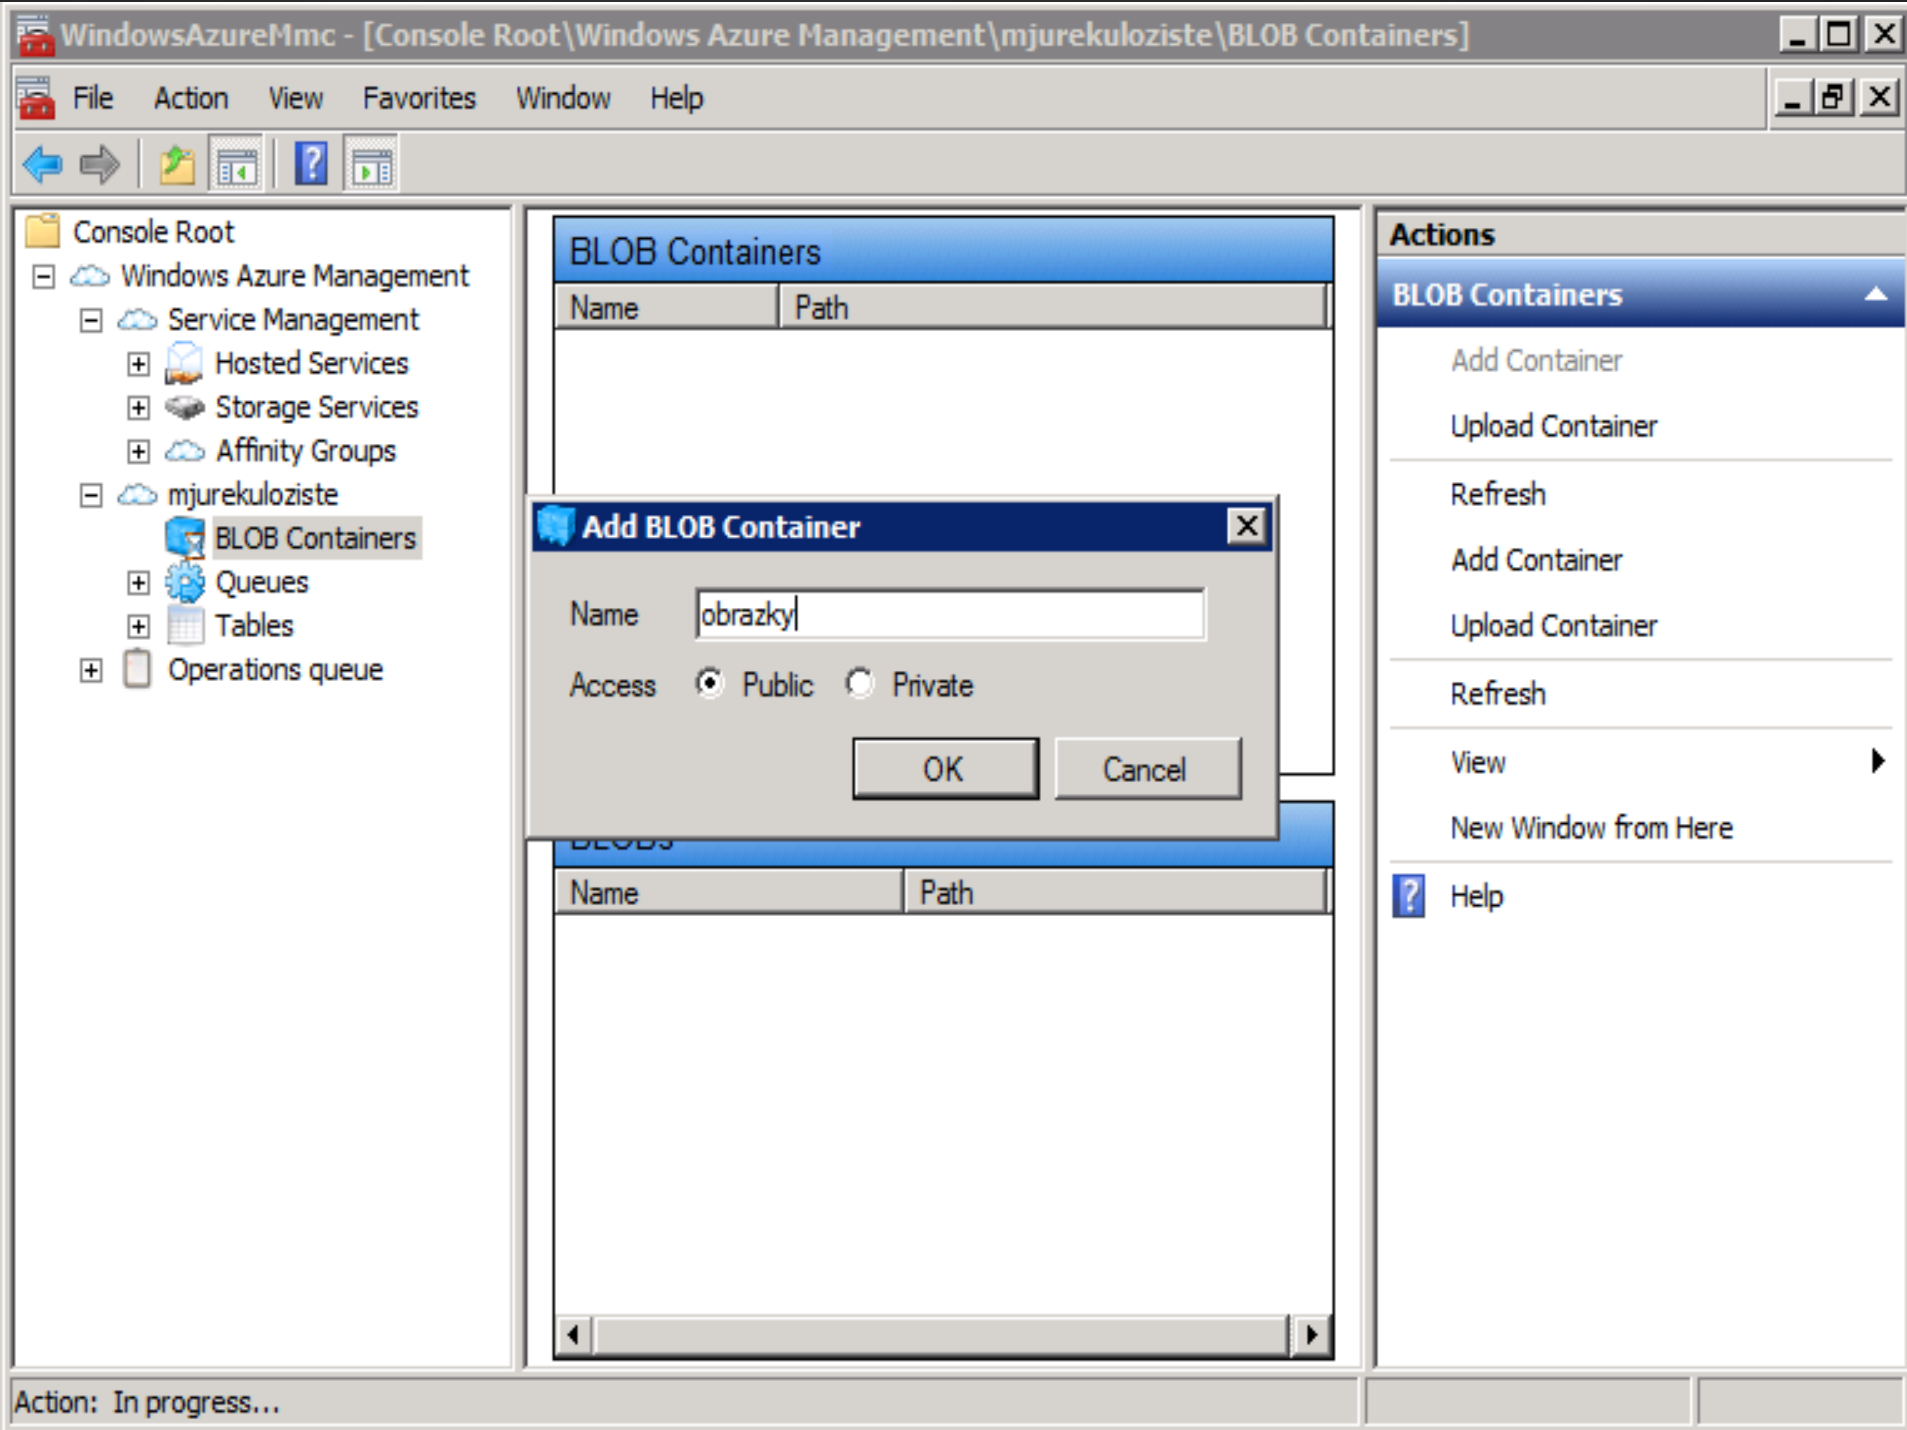 WindowsAzureMmc - [Console Root\Windows Azure Management\mjurekuloziste\BLOB Containers]
File Action View Favorites Window Help
Console Root
Windows Azure Management
Service Management
Hosted Services
Storage Services
Affinity Groups
mjurekuloziste
BLOB Containers
Queues
Tables
Operations queue
BLOB Containers
Name Path
Add BLOB Container
Name obrazky
Access Public Private
OK Cancel
BLOBs
Name Path
Actions
BLOB Containers
Add Container
Upload Container
Refresh
Add Container
Upload Container
Refresh
View
New Window from Here
Help
Action: In progress...